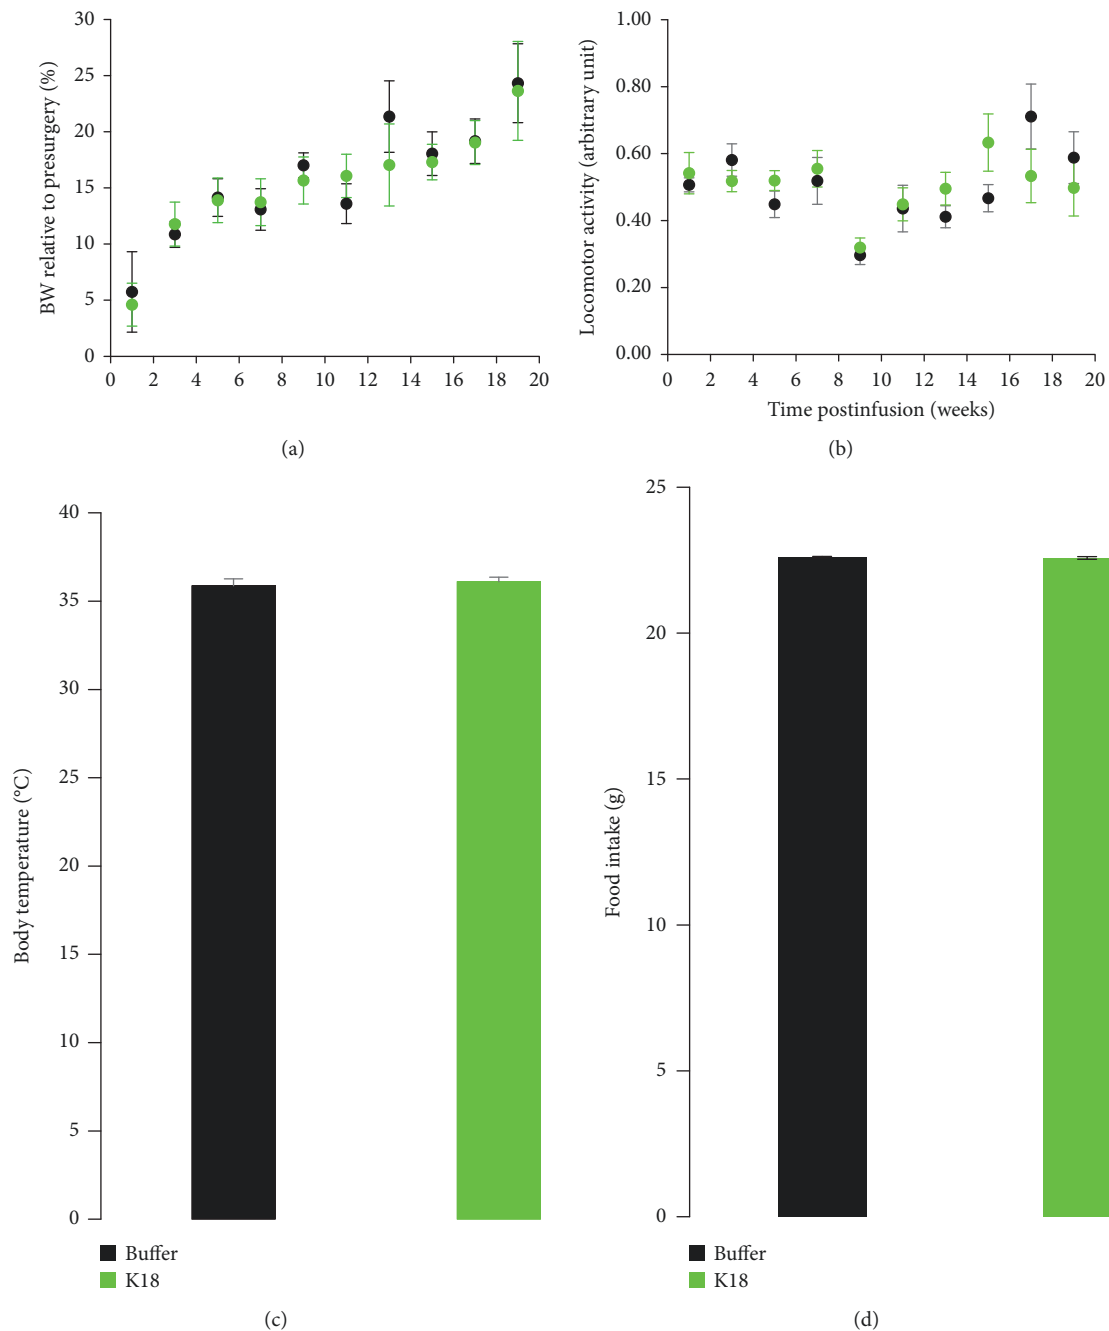 30
25
20
15
10
5
0
BW relative to presurgery (%)
0 2 4 6 8 10 12 14 16 18 20
(a)
1.00
0.80
0.60
0.40
0.20
0.00
Locomotor activity (arbitrary unit)
0 2 4 6 8 10 12 14 16 18 20
Time postinfusion (weeks)
(b)
40
35
30
25
20
15
10
5
0
Body temperature (°C)
Buffer
K18
(c)
25
20
15
10
5
0
Food intake (g)
Buffer
K18
(d)